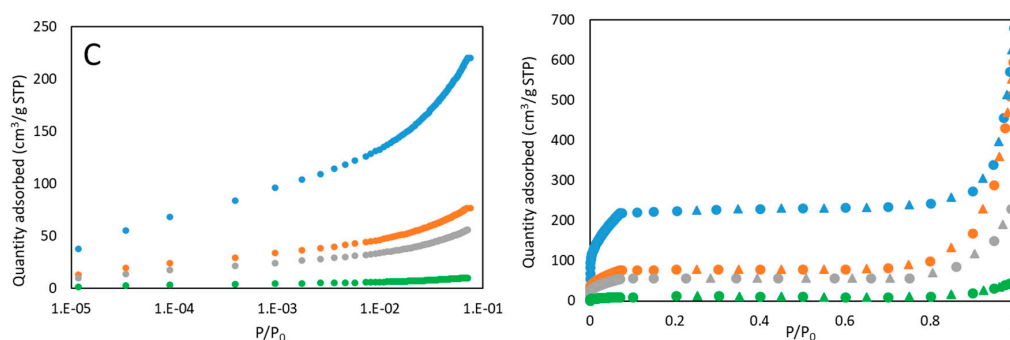 C
Quantity adsorbed (cm³/g STP)
250
200
150
100
50
0
1.E-05 1.E-04 1.E-03 1.E-02 1.E-01
P/P₀
Quantity adsorbed (cm³/g STP)
700
600
500
400
300
200
100
0
0 0.2 0.4 0.6 0.8
P/P₀